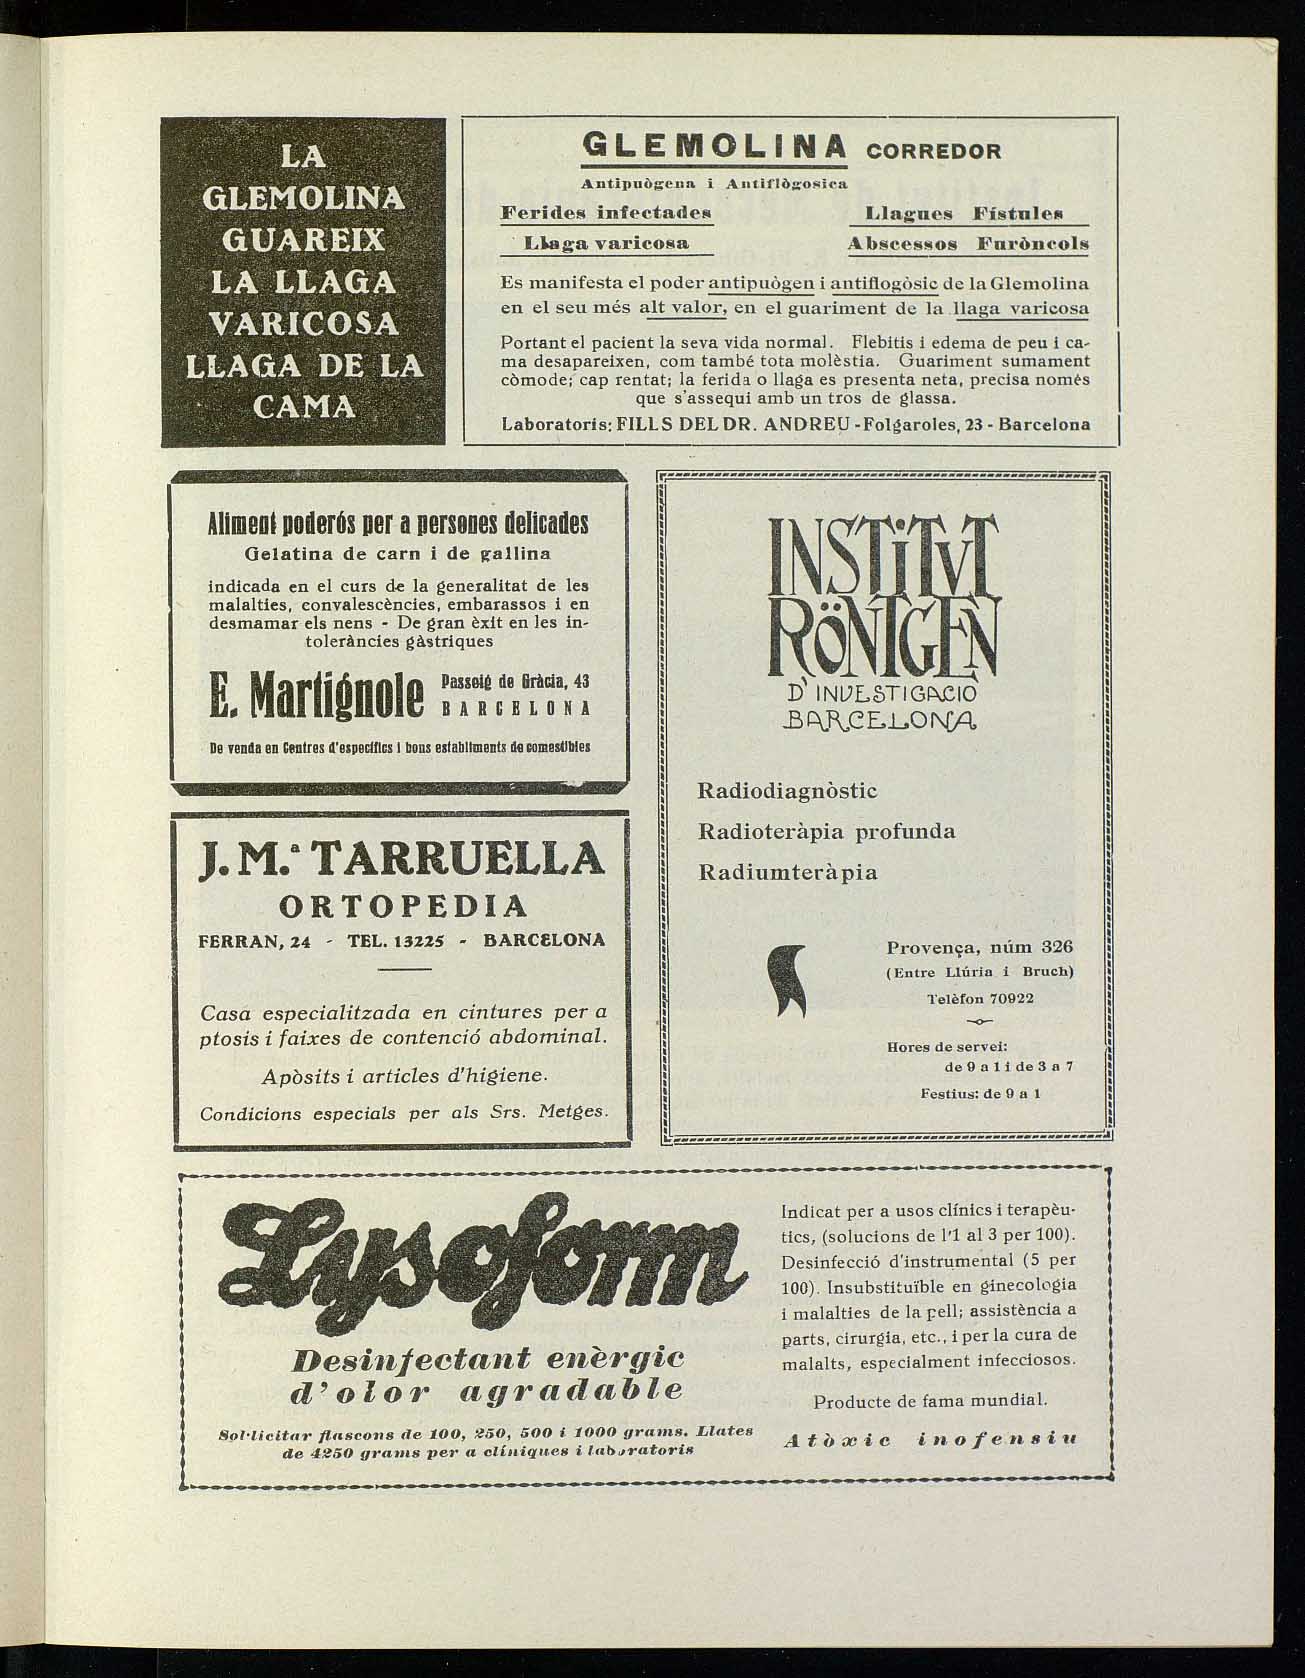 LA
GLEMOLINA
GUAREIX
LA LLAGA
VARICOSA
LLAGA DE LA
CAMA
GLEMOLINA CORREDOR
Antipuògena i Antiflògosica
Ferides infectades Llagues Fístules
Llaga varicosa Abscessos Furòncols
Es manifesta el poder antipuògen i antiflogòsic de la Glemolina
en el seu més alt valor, en el guariment de la llaga varicosa
Portant el pacient la seva vida normal. Flebitis i edema de peu i ca-
ma desapareixen, com també tota molèstia. Guariment sumament
còmode; cap rentat; la ferida o llaga es presenta neta, precisa només
que s'assequi amb un tros de glassa.
Laboratoris: FILLS DEL DR. ANDREU - Folgaroles, 23 - Barcelona
Aliment poderós per a persones delicades
Gelatina de carn i de gallina
indicada en el curs de la generalitat de les
malalties, convalescències, embarassos i en
desmamar els nens - De gran èxit en les in-
toleràncies gàstriques
E. Martignole Passeig de Gràcia, 43
BARCELONA
De venda en Centres d'específics i bons establiments de comestibles
J. M.ª TARRUELLA
ORTOPEDIA
FERRAN, 24 - TEL. 13225 - BARCELONA
Casa especialitzada en cintures per a
ptosis i faixes de contenció abdominal.
Apòsits i articles d'higiene.
Condicions especials per als Srs. Metges.
INSTiTVT
RÖNTGEN
D'INVESTIGACIO
BARCELONA
Radiodiagnòstic
Radioteràpia profunda
Radiumteràpia
Provença, núm 326
(Entre Llúria i Bruch)
Telèfon 70922
Hores de servei:
de 9 a 1 i de 3 a 7
Festius: de 9 a 1
Lysoform
Desinfectant enèrgic
d'olor agradable
Sol·licitar flascons de 100, 250, 500 i 1000 grams. Llates
de 4250 grams per a clíniques i laboratoris
Indicat per a usos clínics i terapèu-
tics, (solucions de l'1 al 3 per 100).
Desinfecció d'instrumental (5 per
100). Insubstituïble en ginecologia
i malalties de la pell; assistència a
parts, cirurgia, etc., i per la cura de
malalts, especialment infecciosos.
Producte de fama mundial.
Atòxic inofensiu